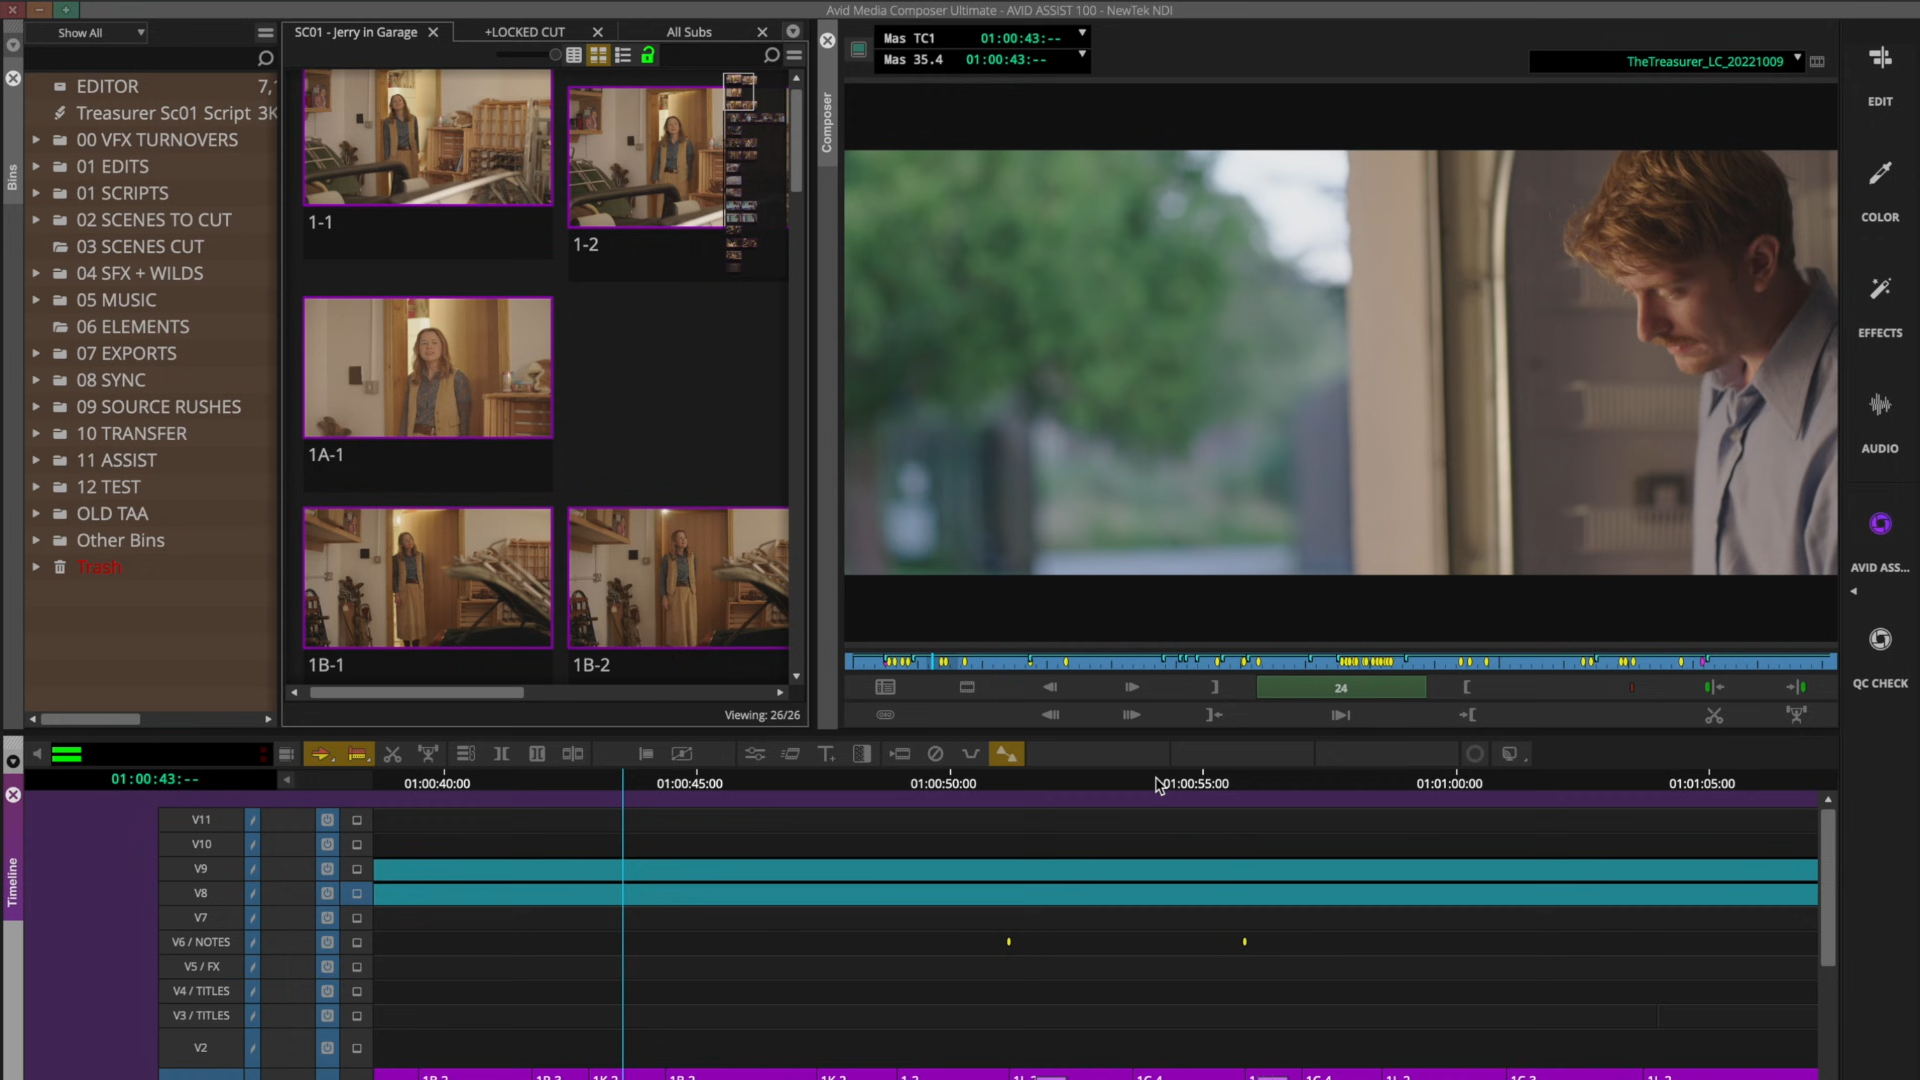 Avid Media Composer Ultimate - AVID ASSIST 100 - NewTek NDI
Show All
SC01 - Jerry in Garage
+LOCKED CUT
All Subs
Mas TC1 01:00:43:--
Mas 35.4 01:00:43:--
TheTreasurer_LC_20221009
Bins
EDITOR 7,
Treasurer Sc01 Script 3K
00 VFX TURNOVERS
01 EDITS
01 SCRIPTS
02 SCENES TO CUT
03 SCENES CUT
04 SFX + WILDS
05 MUSIC
06 ELEMENTS
07 EXPORTS
08 SYNC
09 SOURCE RUSHES
10 TRANSFER
11 ASSIST
12 TEST
OLD TAA
Other Bins
Trash
1-1
1-2
1A-1
1B-1
1B-2
Viewing: 26/26
Composer
24
EDIT
COLOR
EFFECTS
AUDIO
AVID ASS...
QC CHECK
01:00:43:--
01:00:40:00
01:00:45:00
01:00:50:00
01:00:55:00
01:01:00:00
01:01:05:00
Timeline
V11
V10
V9
V8
V7
V6 / NOTES
V5 / FX
V4 / TITLES
V3 / TITLES
V2